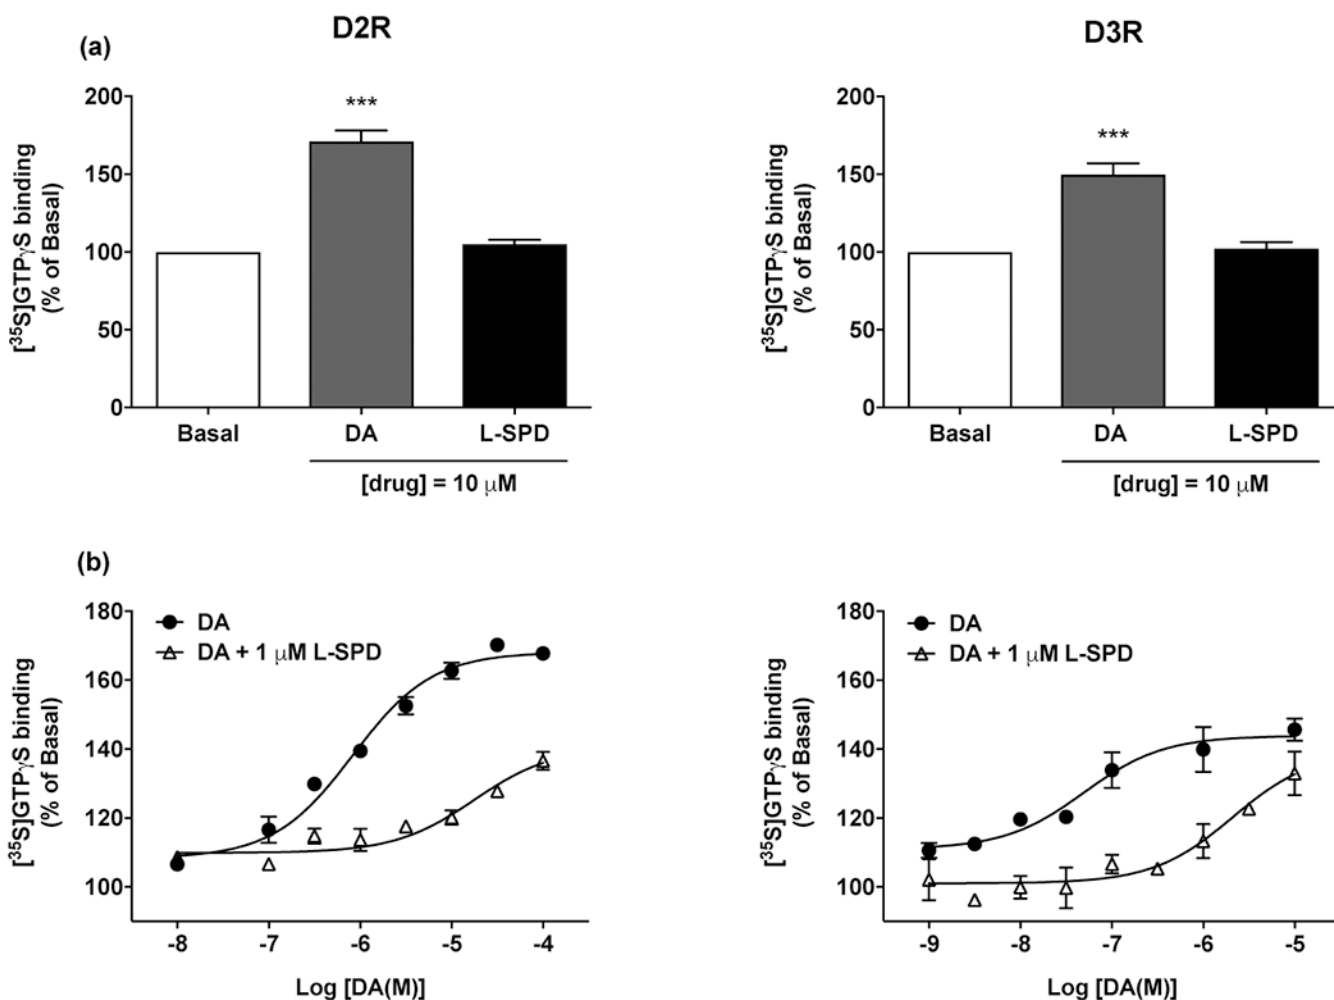 D2R
D3R
(a)
[³⁵S]GTPγS binding
(% of Basal)
200
150
100
50
0
***
Basal
DA
L-SPD
[drug] = 10 μM
[³⁵S]GTPγS binding
(% of Basal)
200
150
100
50
0
***
Basal
DA
L-SPD
[drug] = 10 μM
(b)
[³⁵S]GTPγS binding
(% of Basal)
180
160
140
120
100
DA
DA + 1 μM L-SPD
-8
-7
-6
-5
-4
Log [DA(M)]
[³⁵S]GTPγS binding
(% of Basal)
180
160
140
120
100
DA
DA + 1 μM L-SPD
-9
-8
-7
-6
-5
Log [DA(M)]